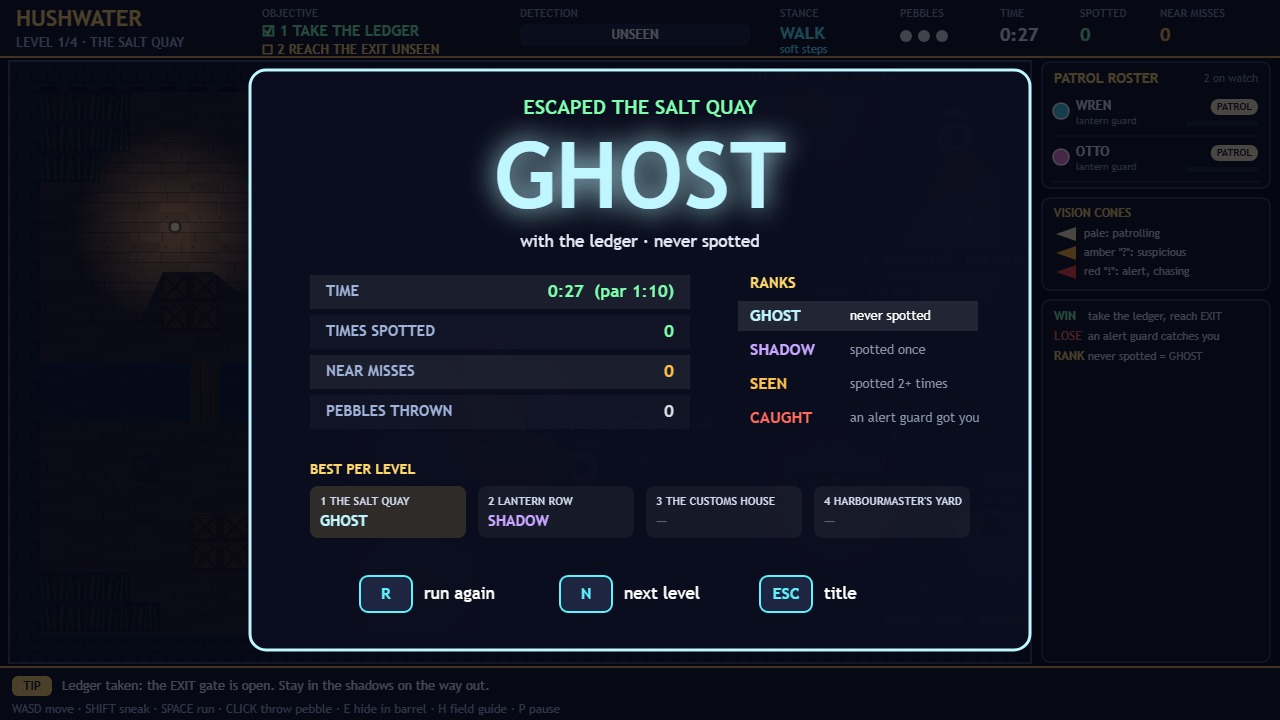 HUSHWATER
LEVEL 1/4 · THE SALT QUAY
OBJECTIVE
☑ 1 TAKE THE LEDGER
☐ 2 REACH THE EXIT UNSEEN
DETECTION
UNSEEN
STANCE
WALK
soft steps
PEBBLES
TIME
0:27
SPOTTED
0
NEAR MISSES
0
ESCAPED THE SALT QUAY
GHOST
with the ledger · never spotted
TIME 0:27 (par 1:10)
TIMES SPOTTED 0
NEAR MISSES 0
PEBBLES THROWN 0
RANKS
GHOST never spotted
SHADOW spotted once
SEEN spotted 2+ times
CAUGHT an alert guard got you
BEST PER LEVEL
1 THE SALT QUAY
GHOST
2 LANTERN ROW
SHADOW
3 THE CUSTOMS HOUSE
—
4 HARBOURMASTER'S YARD
—
R run again
N next level
ESC title
PATROL ROSTER 2 on watch
WREN PATROL
lantern guard
OTTO PATROL
lantern guard
VISION CONES
pale: patrolling
amber "?": suspicious
red "!": alert, chasing
WIN take the ledger, reach EXIT
LOSE an alert guard catches you
RANK never spotted = GHOST
TIP Ledger taken: the EXIT gate is open. Stay in the shadows on the way out.
WASD move · SHIFT sneak · SPACE run · CLICK throw pebble · E hide in barrel · H field guide · P pause